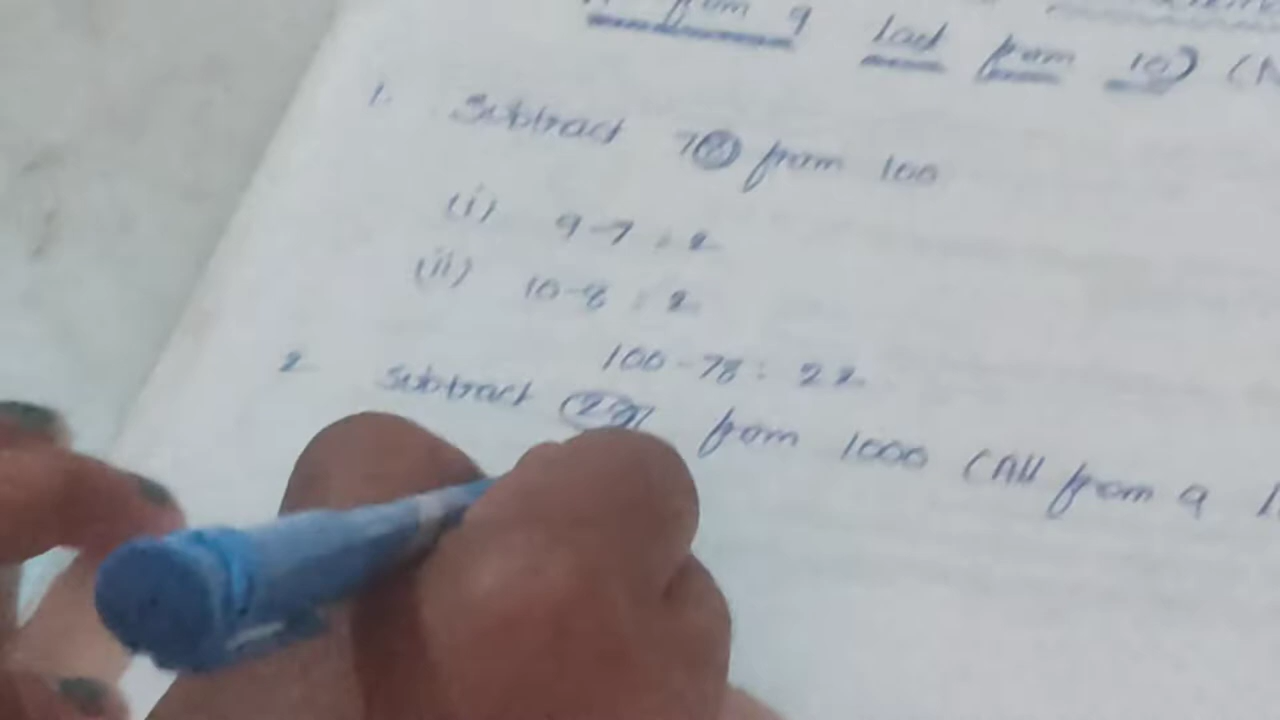 from 9 Last from 10)
1. Subtract 78 from 100
(i) 9-7 = 2
(ii) 10-8 = 2
100-78 = 22
2 Subtract from 1000 (All from 9